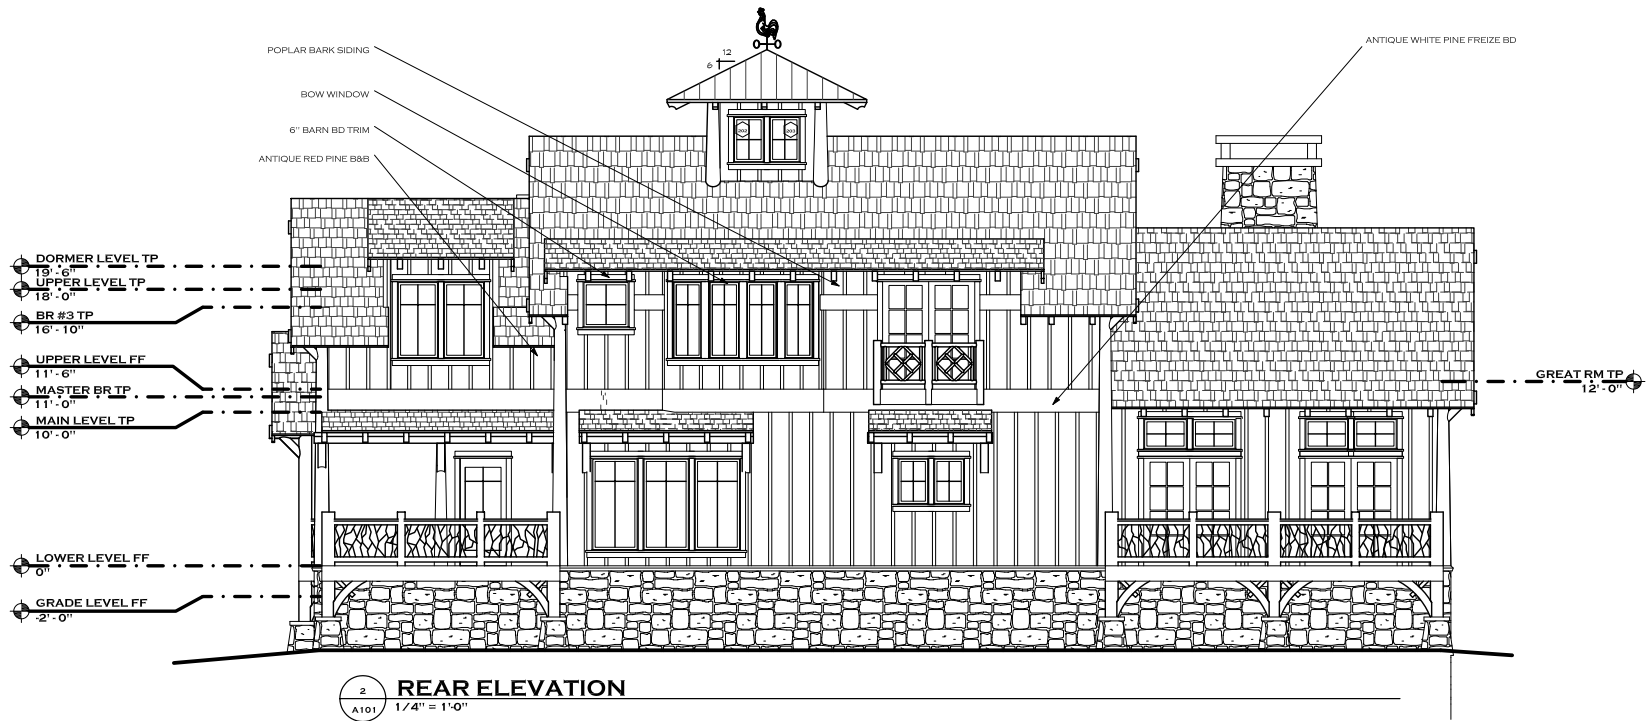 12
6
POPLAR BARK SIDING
ANTIQUE WHITE PINE FREIZE BD
BOW WINDOW
6" BARN BD TRIM
202
203
ANTIQUE RED PINE B&B
DORMER LEVEL TP
19'-6"
UPPER LEVEL TP
18'-0"
BR #3 TP
16'-10"
UPPER LEVEL FF
11'-6"
MASTER BR TP
11'-0"
MAIN LEVEL TP
10'-0"
GREAT RM TP
12'-0"
LOWER LEVEL FF
0"
GRADE LEVEL FF
-2'-0"
2
A101
REAR ELEVATION
1/4" = 1'-0"